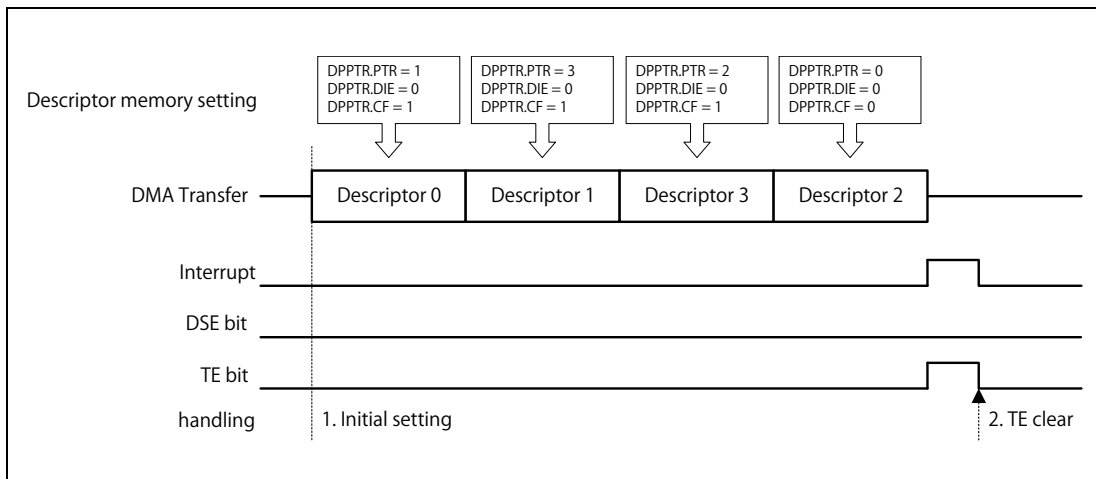 DPPTR.PTR = 1
DPPTR.DIE = 0
DPPTR.CF = 1
DPPTR.PTR = 3
DPPTR.DIE = 0
DPPTR.CF = 1
DPPTR.PTR = 2
DPPTR.DIE = 0
DPPTR.CF = 1
DPPTR.PTR = 0
DPPTR.DIE = 0
DPPTR.CF = 0
Descriptor memory setting
DMA Transfer
Descriptor 0
Descriptor 1
Descriptor 3
Descriptor 2
Interrupt
DSE bit
TE bit
handling
1. Initial setting
2. TE clear